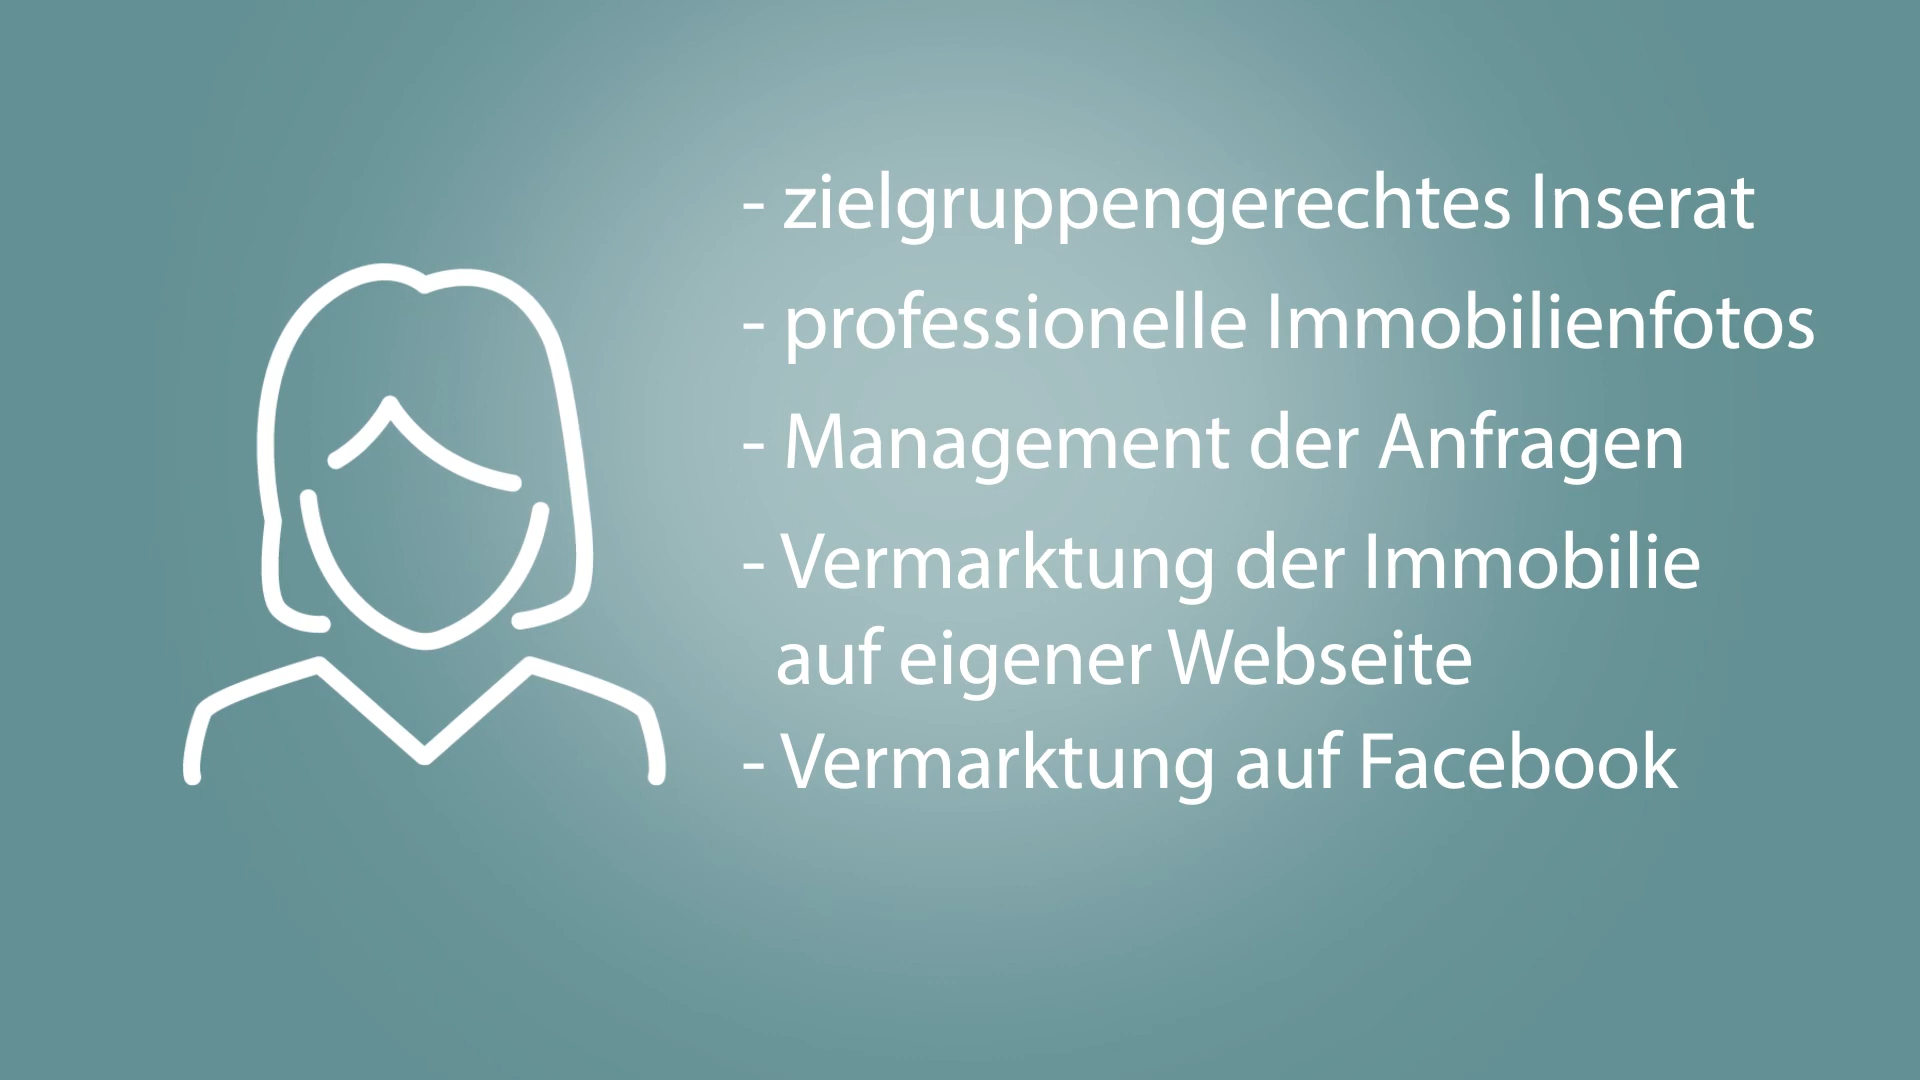 - zielgruppengerechtes Inserat
- professionelle Immobilienfotos
- Management der Anfragen
- Vermarktung der Immobilie
auf eigener Webseite
- Vermarktung auf Facebook